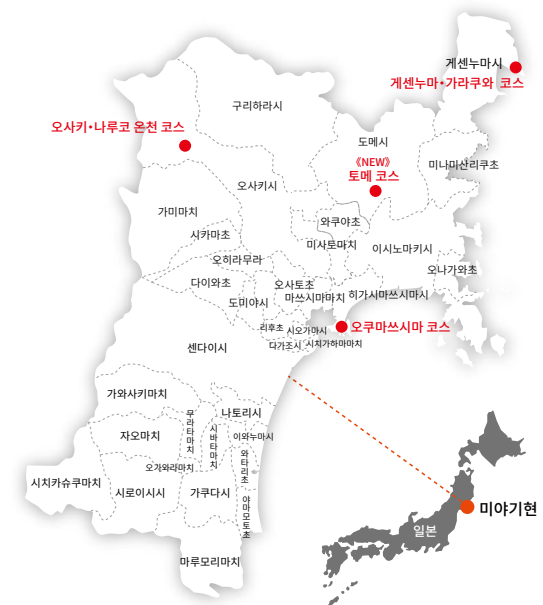 게센누마시
게센누마・가라쿠와 코스
구리하라시
오사키・나루코 온천 코스
도메시
《NEW》
토메 코스
미나미산리쿠초
오사키시
가미마치
와쿠야초
시카마초
미사토마치
이시노마키시
오히라무라
오나가와초
다이와초
오사토초
도미야시
마쓰시마마치
히가시마쓰시마시
리후초
시오가마시
오쿠마쓰시마 코스
다가조시
시치가하마마치
센다이시
가와사키마치
무라타마치
나토리시
시바타마치
자오마치
이와누마시
와타리초
오가와라마치
시치카슈쿠마치
시로이시시
가쿠다시
야마모토초
미야기현
일본
마루모리마치